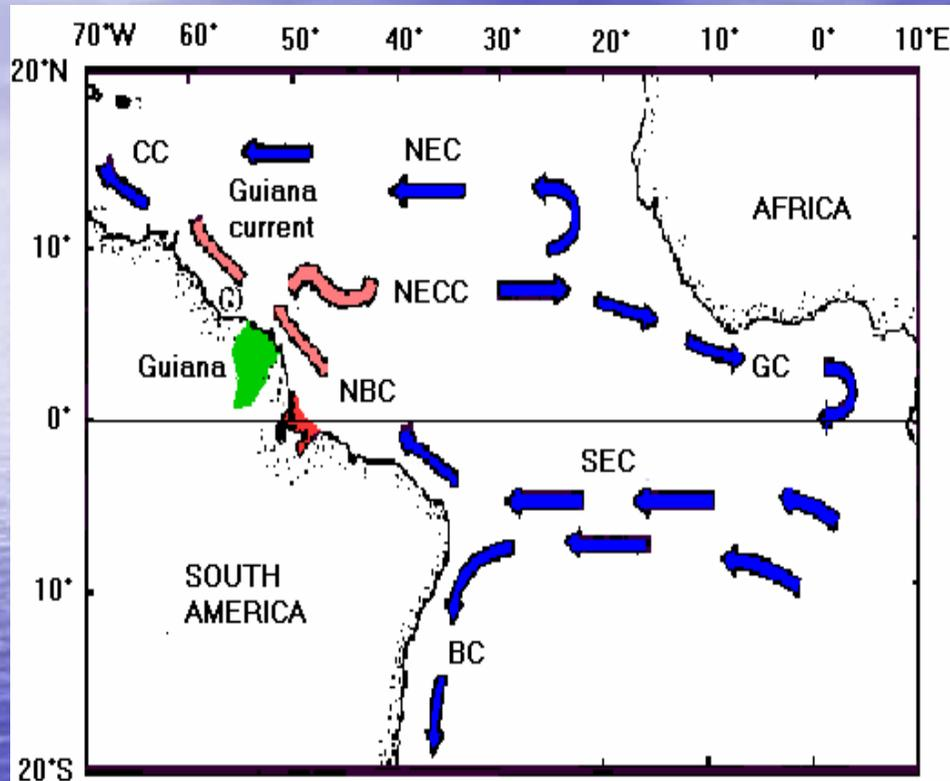 70°W 60° 50° 40° 30° 20° 10° 0° 10°E
20°N
CC
NEC
Guiana
current
AFRICA
10°
NECC
Guiana
GC
NBC
0°
SEC
10°
SOUTH
AMERICA
BC
20°S